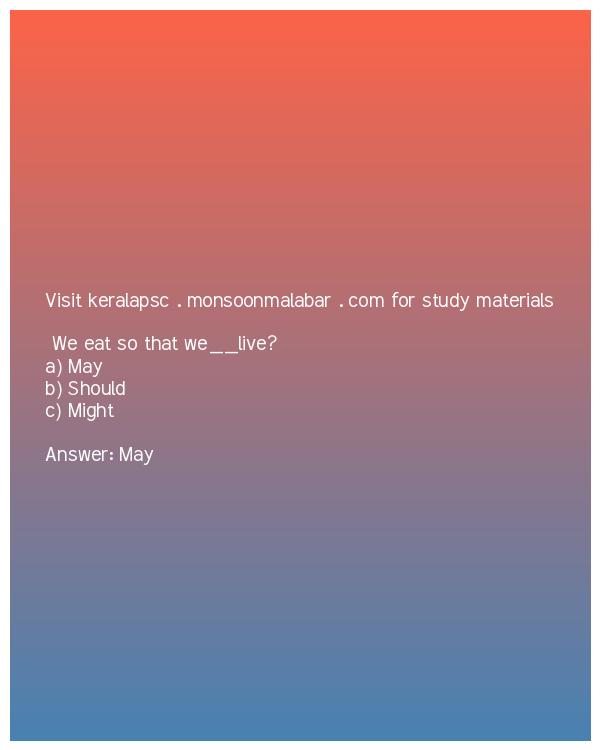 Visit keralapsc . monsoonmalabar . com for study materials
We eat so that we__live?
a) May
b) Should
c) Might
Answer: May